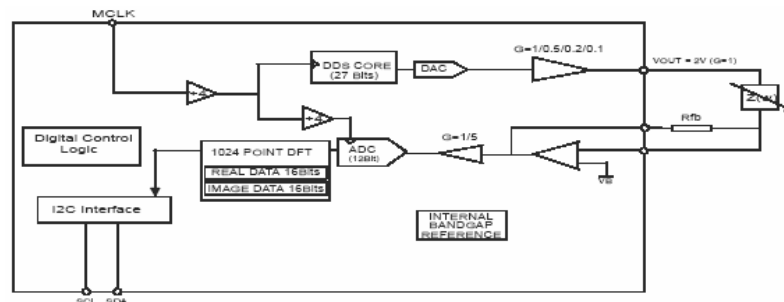 MCLK
DDS CORE
(27 Bits)
DAC
G=1/0.5/0.2/0.1
VOUT = 2V (G=1)
Z(ω)
÷4
÷4
Rfb
Digital Control
Logic
1024 POINT DFT
REAL DATA 16Bits
IMAGE DATA 16Bits
ADC
(12Bit)
G=1/5
VB
I2C Interface
INTERNAL
BANDGAP
REFERENCE
SCL
SDA